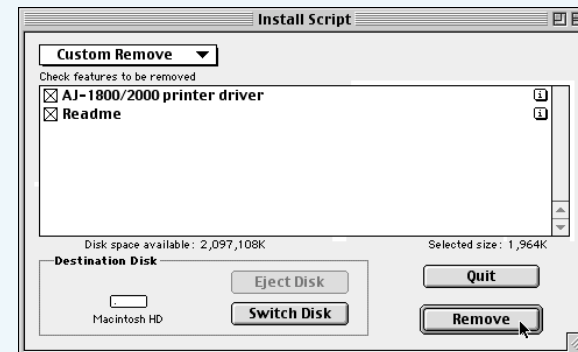 Install Script
Custom Remove
Check features to be removed
AJ-1800/2000 printer driver
Readme
Disk space available: 2,097,108K
Selected size: 1,964K
Destination Disk
Macintosh HD
Eject Disk
Switch Disk
Quit
Remove